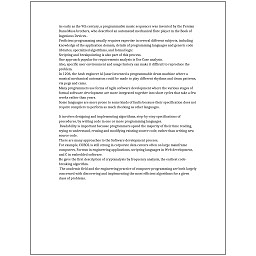 As early as the 9th century, a programmable music sequencer was invented by the Persian
Banu Musa brothers, who described an automated flute player in the Book of
Ingenious Devices.
Proficient programming usually requires expertise in several different subjects, including
knowledge of the application domain, details of programming languages and generic code
libraries, specialized algorithms, and formal logic.
Scripting and breakpointing is also part of this process.
One approach popular for requirements analysis is Use Case analysis.
Also, specific user environment and usage history can make it difficult to reproduce the
problem.
In 1206, the Arab engineer Al-Jazari invented a programmable drum machine where a
musical mechanical automaton could be made to play different rhythms and drum patterns,
via pegs and cams.
Many programmers use forms of Agile software development where the various stages of
formal software development are more integrated together into short cycles that take a few
weeks rather than years.
Some languages are more prone to some kinds of faults because their specification does not
require compilers to perform as much checking as other languages.
It involves designing and implementing algorithms, step-by-step specifications of
procedures, by writing code in one or more programming languages.
Readability is important because programmers spend the majority of their time reading,
trying to understand, reusing and modifying existing source code, rather than writing new
source code.
There are many approaches to the Software development process.
For example, COBOL is still strong in corporate data centers often on large mainframe
computers, Fortran in engineering applications, scripting languages in Web development,
and C in embedded software.
He gave the first description of cryptanalysis by frequency analysis, the earliest code-
breaking algorithm.
The academic field and the engineering practice of computer programming are both largely
concerned with discovering and implementing the most efficient algorithms for a given
class of problems.